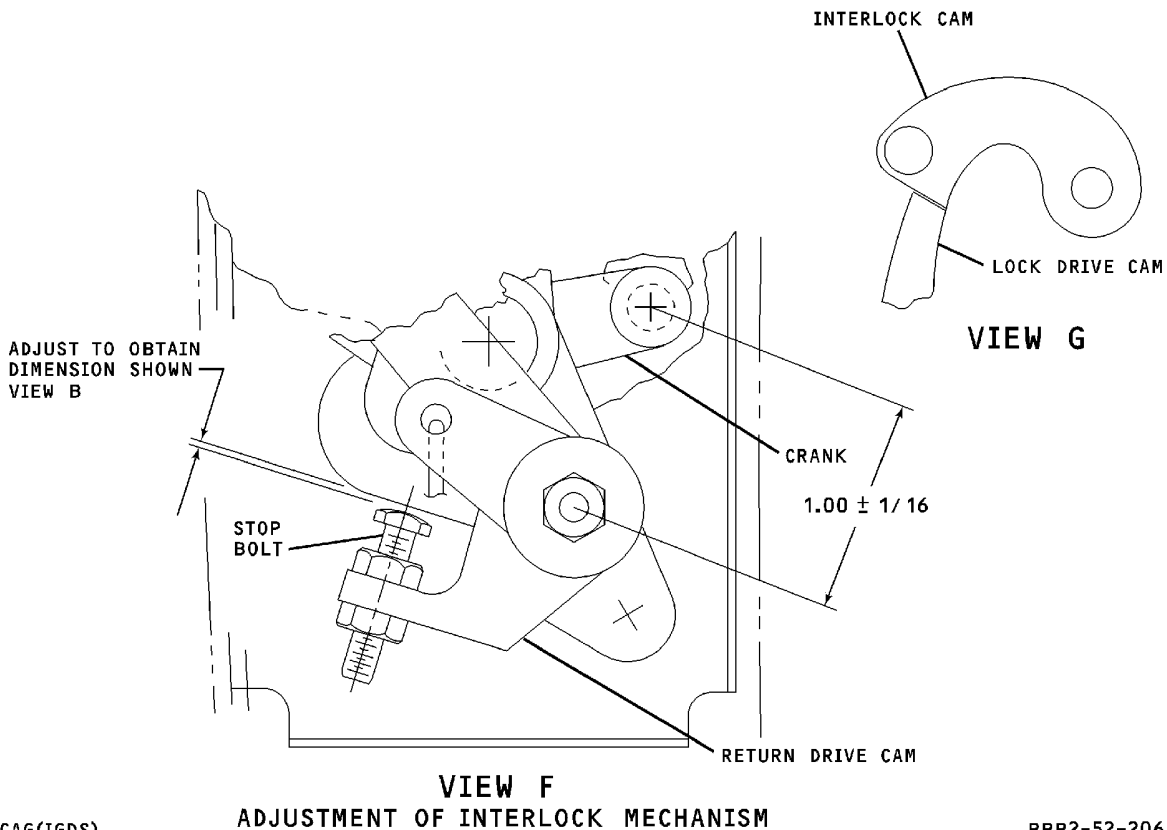 INTERLOCK CAM
LOCK DRIVE CAM
VIEW G
ADJUST TO OBTAIN
DIMENSION SHOWN
VIEW B
CRANK
1.00 ± 1/16
STOP
BOLT
RETURN DRIVE CAM
VIEW F
ADJUSTMENT OF INTERLOCK MECHANISM
CAG(IGDS)
BBB2-52-206